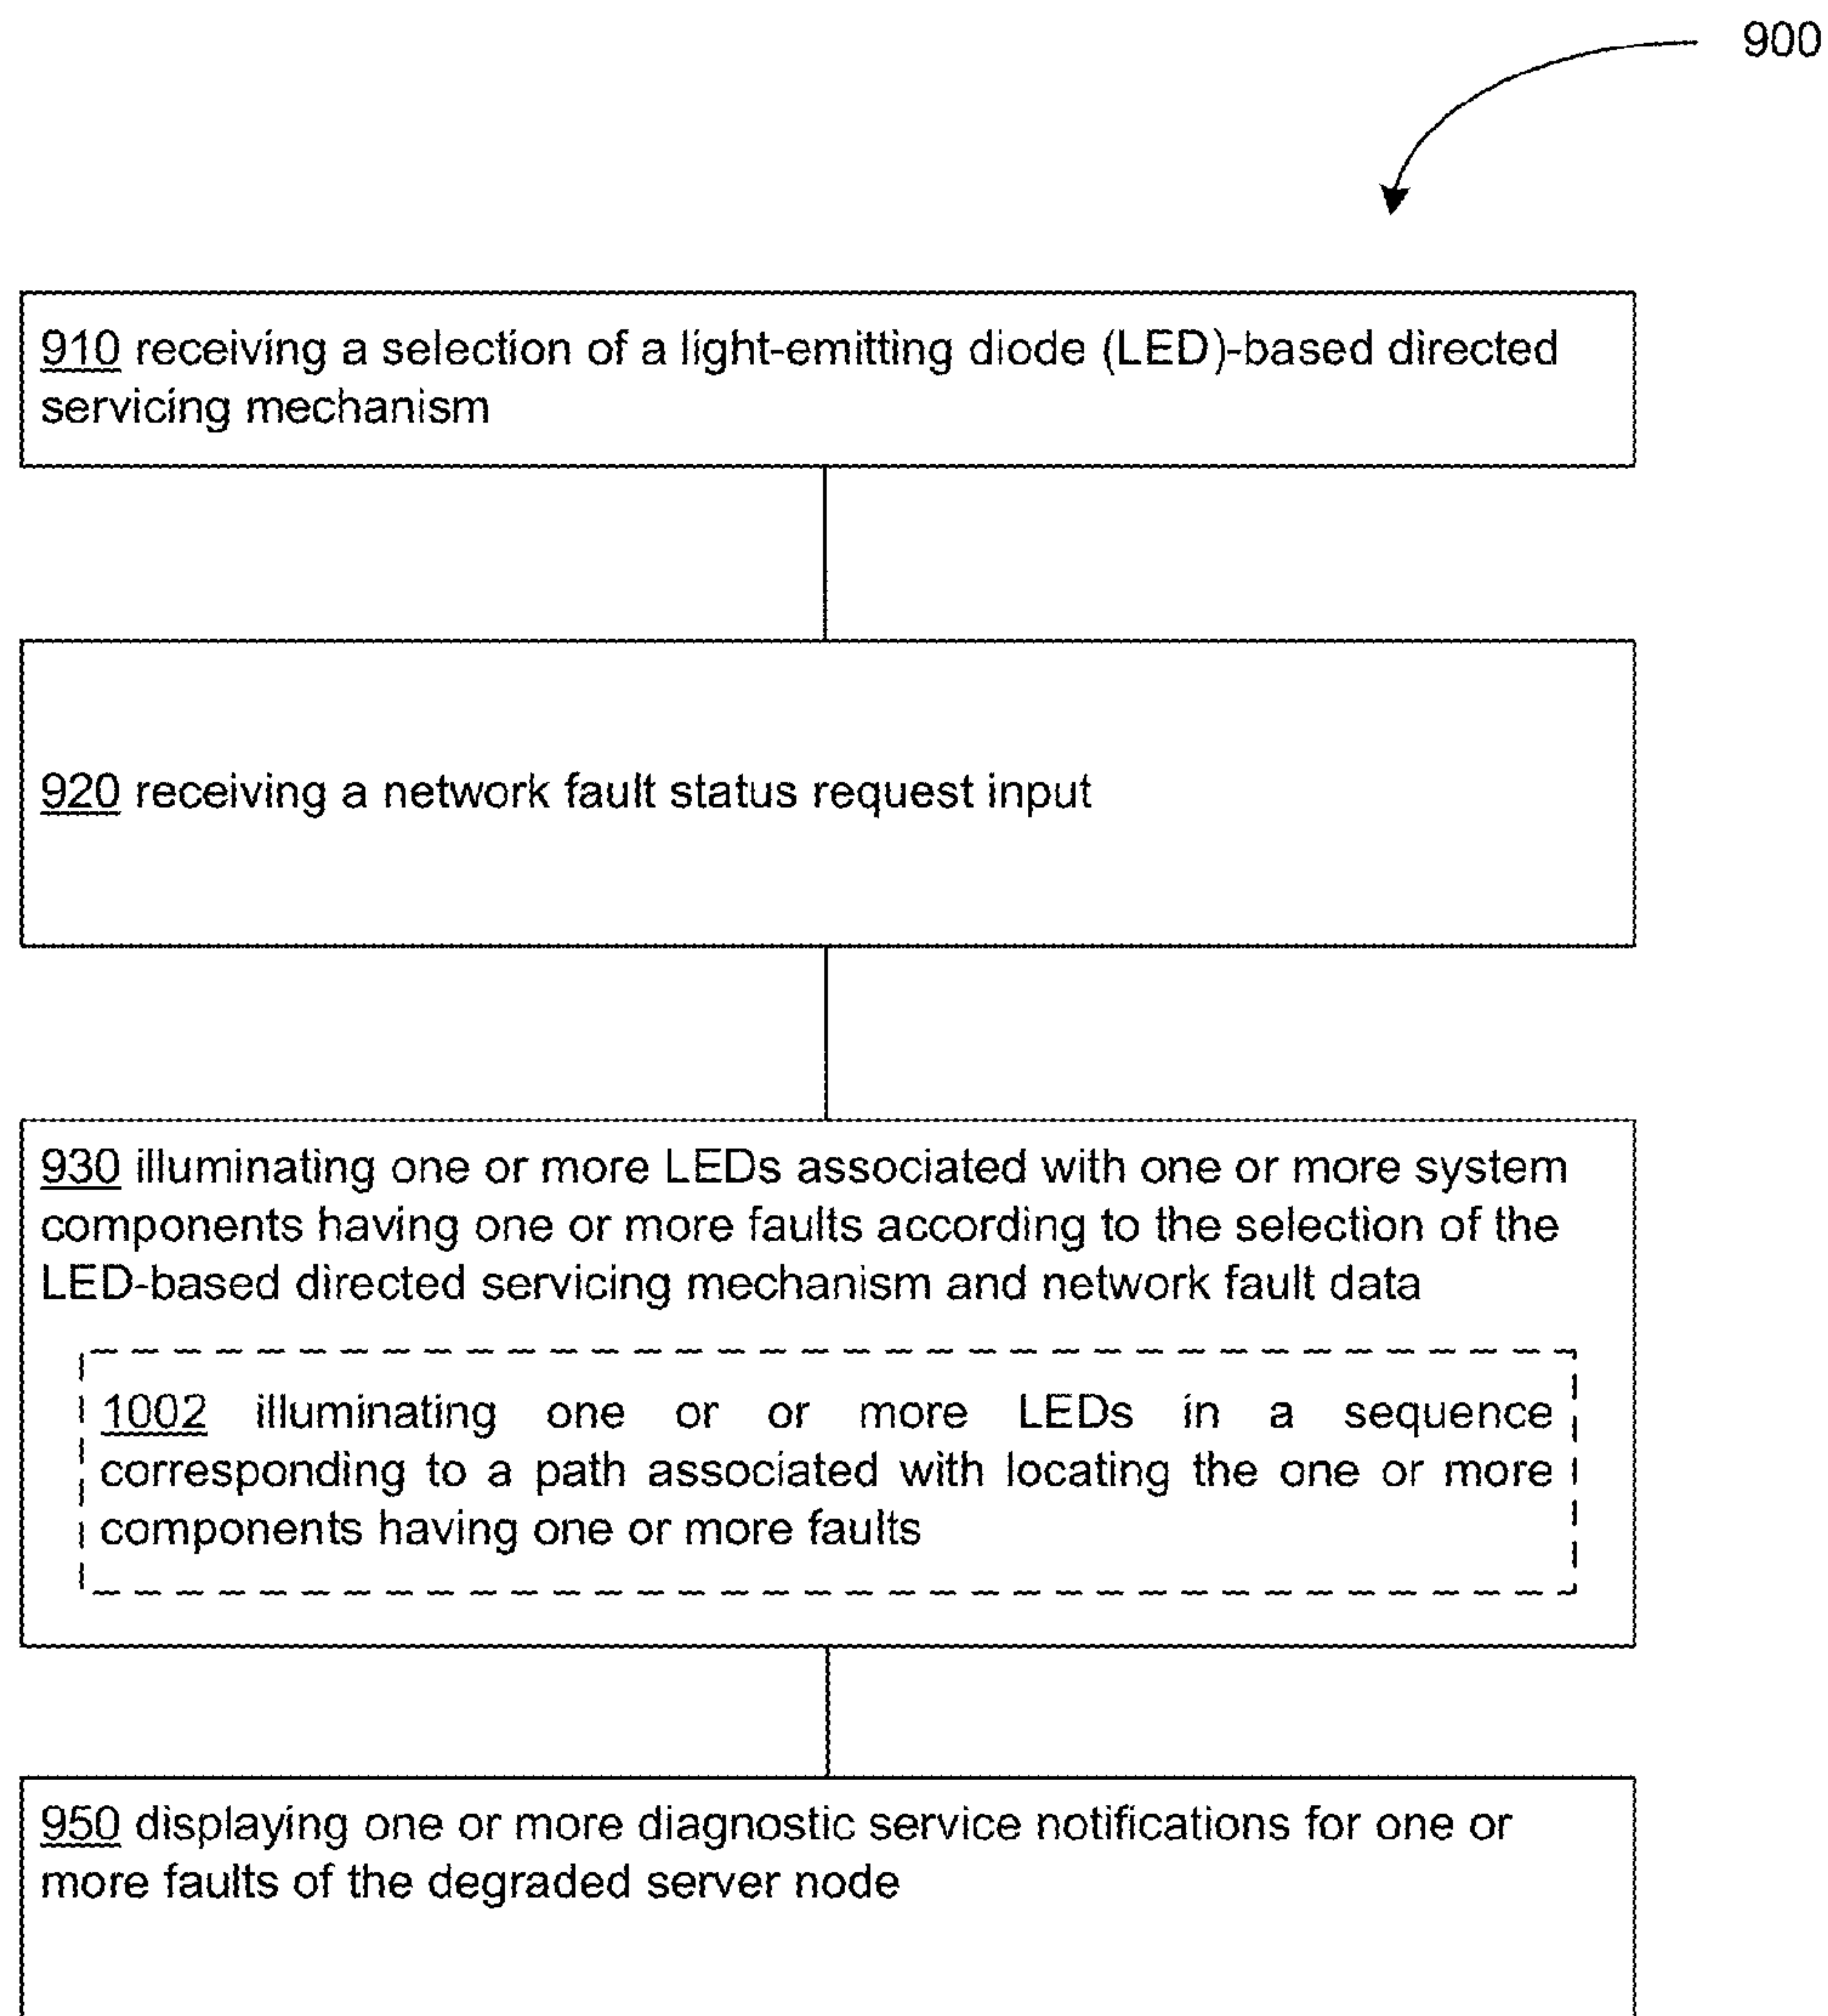 900
910 receiving a selection of a light-emitting diode (LED)-based directed
servicing mechanism
920 receiving a network fault status request input
930 illuminating one or more LEDs associated with one or more system
components having one or more faults according to the selection of the
LED-based directed servicing mechanism and network fault data
1002 illuminating one or or more LEDs in a sequence
corresponding to a path associated with locating the one or more
components having one or more faults
950 displaying one or more diagnostic service notifications for one or
more faults of the degraded server node